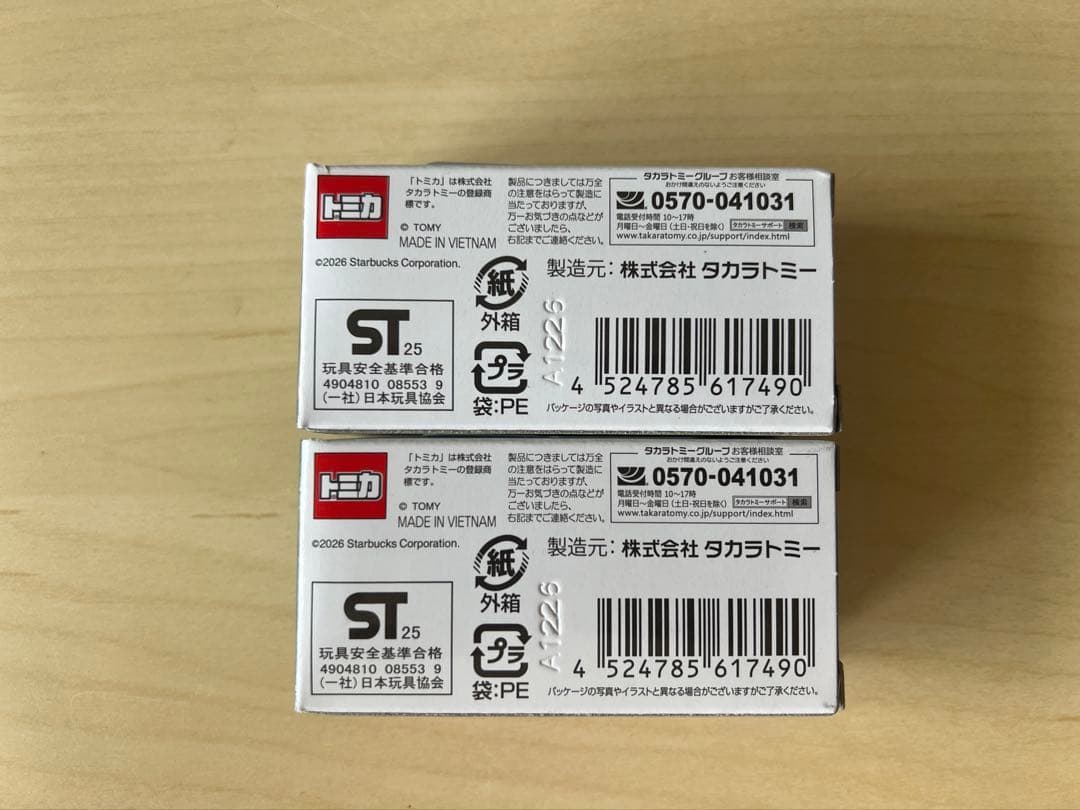 トミカ
「トミカ」は株式会社
タカラトミーの登録商
標です。
© TOMY
MADE IN VIETNAM
製品につきましては万全
の注意をはらって製造に
当たっておりますが、
万一お気づきの点などが
ございましたら、
右記までご連絡ください。
タカラトミーグループ お客様相談室
おかけ間違えのないようご注意ください
0570-041031
電話受付時間 10〜17時
月曜日〜金曜日（土日・祝日を除く）
タカラトミーサポート 検索
www.takaratomy.co.jp/support/index.html
©2026 Starbucks Corporation.
紙
外箱
製造元：株式会社 タカラトミー
ST 25
玩具安全基準合格
4904810 08553 9
(一社)日本玩具協会
プラ
袋:PE
A1226
4 524785 617490
パッケージの写真やイラストと異なる場合がございますがご了承ください。
トミカ
「トミカ」は株式会社
タカラトミーの登録商
標です。
© TOMY
MADE IN VIETNAM
製品につきましては万全
の注意をはらって製造に
当たっておりますが、
万一お気づきの点などが
ございましたら、
右記までご連絡ください。
タカラトミーグループ お客様相談室
おかけ間違えのないようご注意ください
0570-041031
電話受付時間 10〜17時
月曜日〜金曜日（土日・祝日を除く）
タカラトミーサポート 検索
www.takaratomy.co.jp/support/index.html
©2026 Starbucks Corporation.
紙
外箱
製造元：株式会社 タカラトミー
ST 25
玩具安全基準合格
4904810 08553 9
(一社)日本玩具協会
プラ
袋:PE
A1226
4 524785 617490
パッケージの写真やイラストと異なる場合がございますがご了承ください。